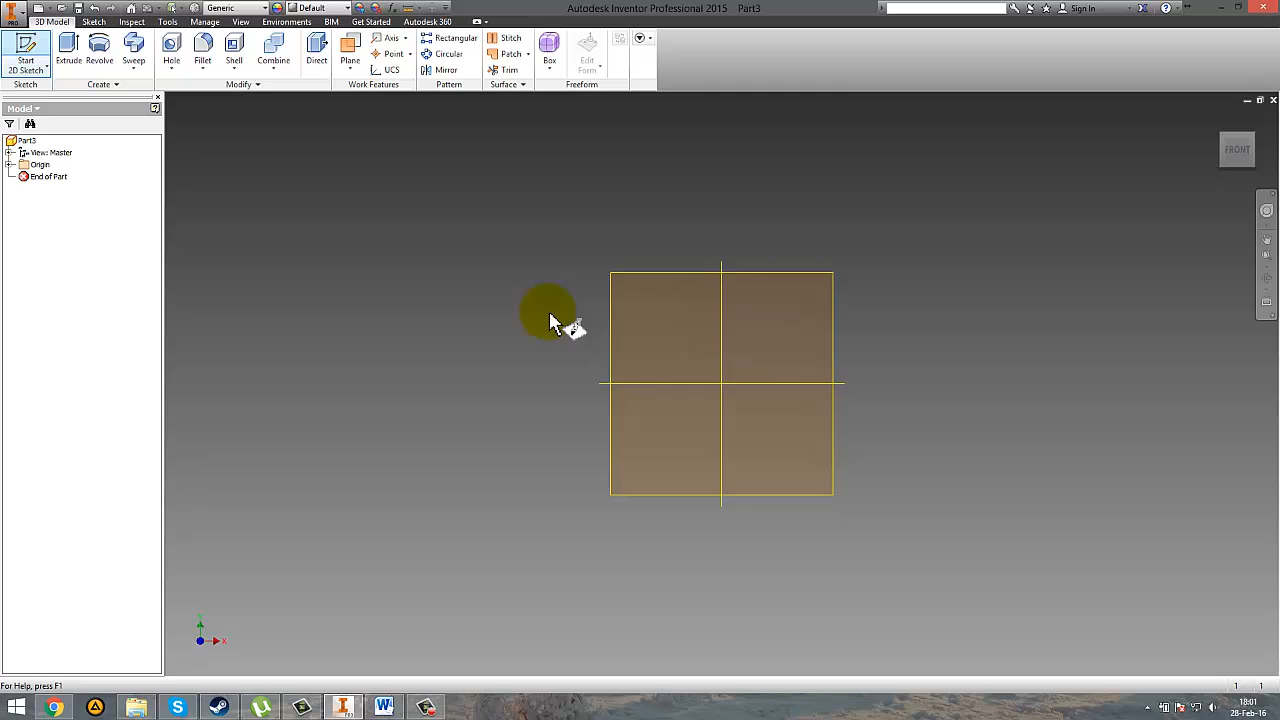 Generic
Default
Autodesk Inventor Professional 2015 Part3
Sign In
PRO
3D Model Sketch Inspect Tools Manage View Environments BIM Get Started Autodesk 360
Start
2D Sketch
Extrude Revolve Sweep
Hole Fillet Shell Combine Direct
Plane
Axis
Point
UCS
Rectangular
Circular
Mirror
Stitch
Patch
Trim
Box
Edit
Form
Sketch Create Modify Work Features Pattern Surface Freeform
Model
Part3
View: Master
Origin
End of Part
FRONT
X
For Help, press F1
1 1
18:01
28-Feb-16